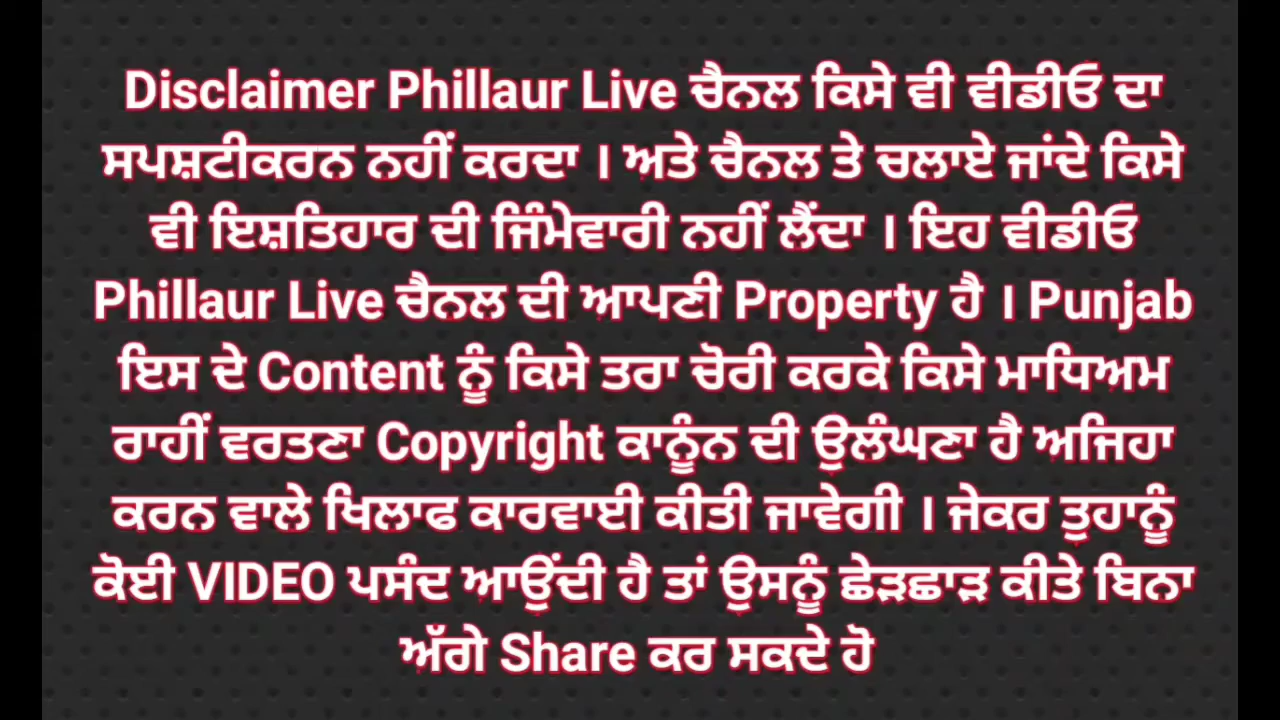 Disclaimer Phillaur Live ਚੈਨਲ ਕਿਸੇ ਵੀ ਵੀਡੀਓ ਦਾ
ਸਪਸ਼ਟੀਕਰਨ ਨਹੀਂ ਕਰਦਾ । ਅਤੇ ਚੈਨਲ ਤੇ ਚਲਾਏ ਜਾਂਦੇ ਕਿਸੇ
ਵੀ ਇਸ਼ਤਿਹਾਰ ਦੀ ਜਿੰਮੇਵਾਰੀ ਨਹੀਂ ਲੈਂਦਾ । ਇਹ ਵੀਡੀਓ
Phillaur Live ਚੈਨਲ ਦੀ ਆਪਣੀ Property ਹੈ । Punjab
ਇਸ ਦੇ Content ਨੂੰ ਕਿਸੇ ਤਰਾ ਚੋਰੀ ਕਰਕੇ ਕਿਸੇ ਮਾਧਿਅਮ
ਰਾਹੀਂ ਵਰਤਣਾ Copyright ਕਾਨੂੰਨ ਦੀ ਉਲੰਘਣਾ ਹੈ ਅਜਿਹਾ
ਕਰਨ ਵਾਲੇ ਖਿਲਾਫ ਕਾਰਵਾਈ ਕੀਤੀ ਜਾਵੇਗੀ । ਜੇਕਰ ਤੁਹਾਨੂੰ
ਕੋਈ VIDEO ਪਸੰਦ ਆਉਂਦੀ ਹੈ ਤਾਂ ਉਸਨੂੰ ਛੇੜਛਾੜ ਕੀਤੇ ਬਿਨਾ
ਅੱਗੇ Share ਕਰ ਸਕਦੇ ਹੋ